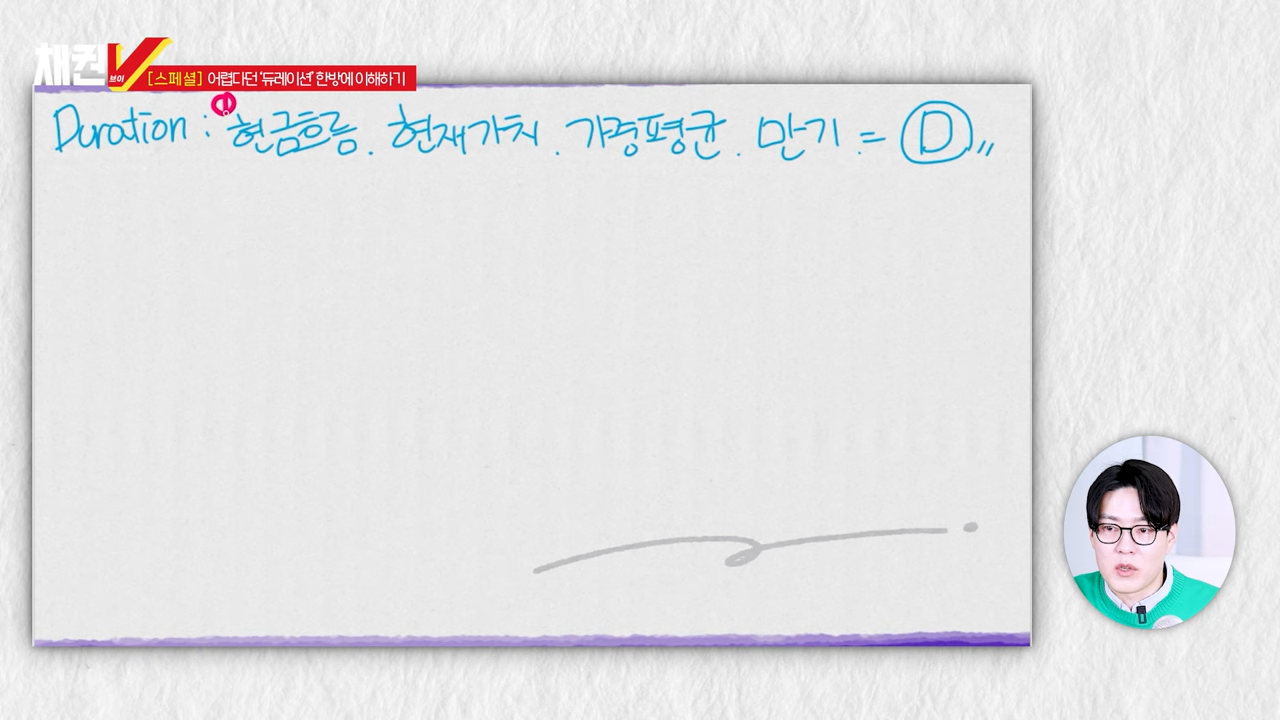 채권V
브이
[스페셜] 어렵다던 '듀레이션' 한방에 이해하기
①
Duration : 현금흐름. 현재가치. 가중평균. 만기 = D